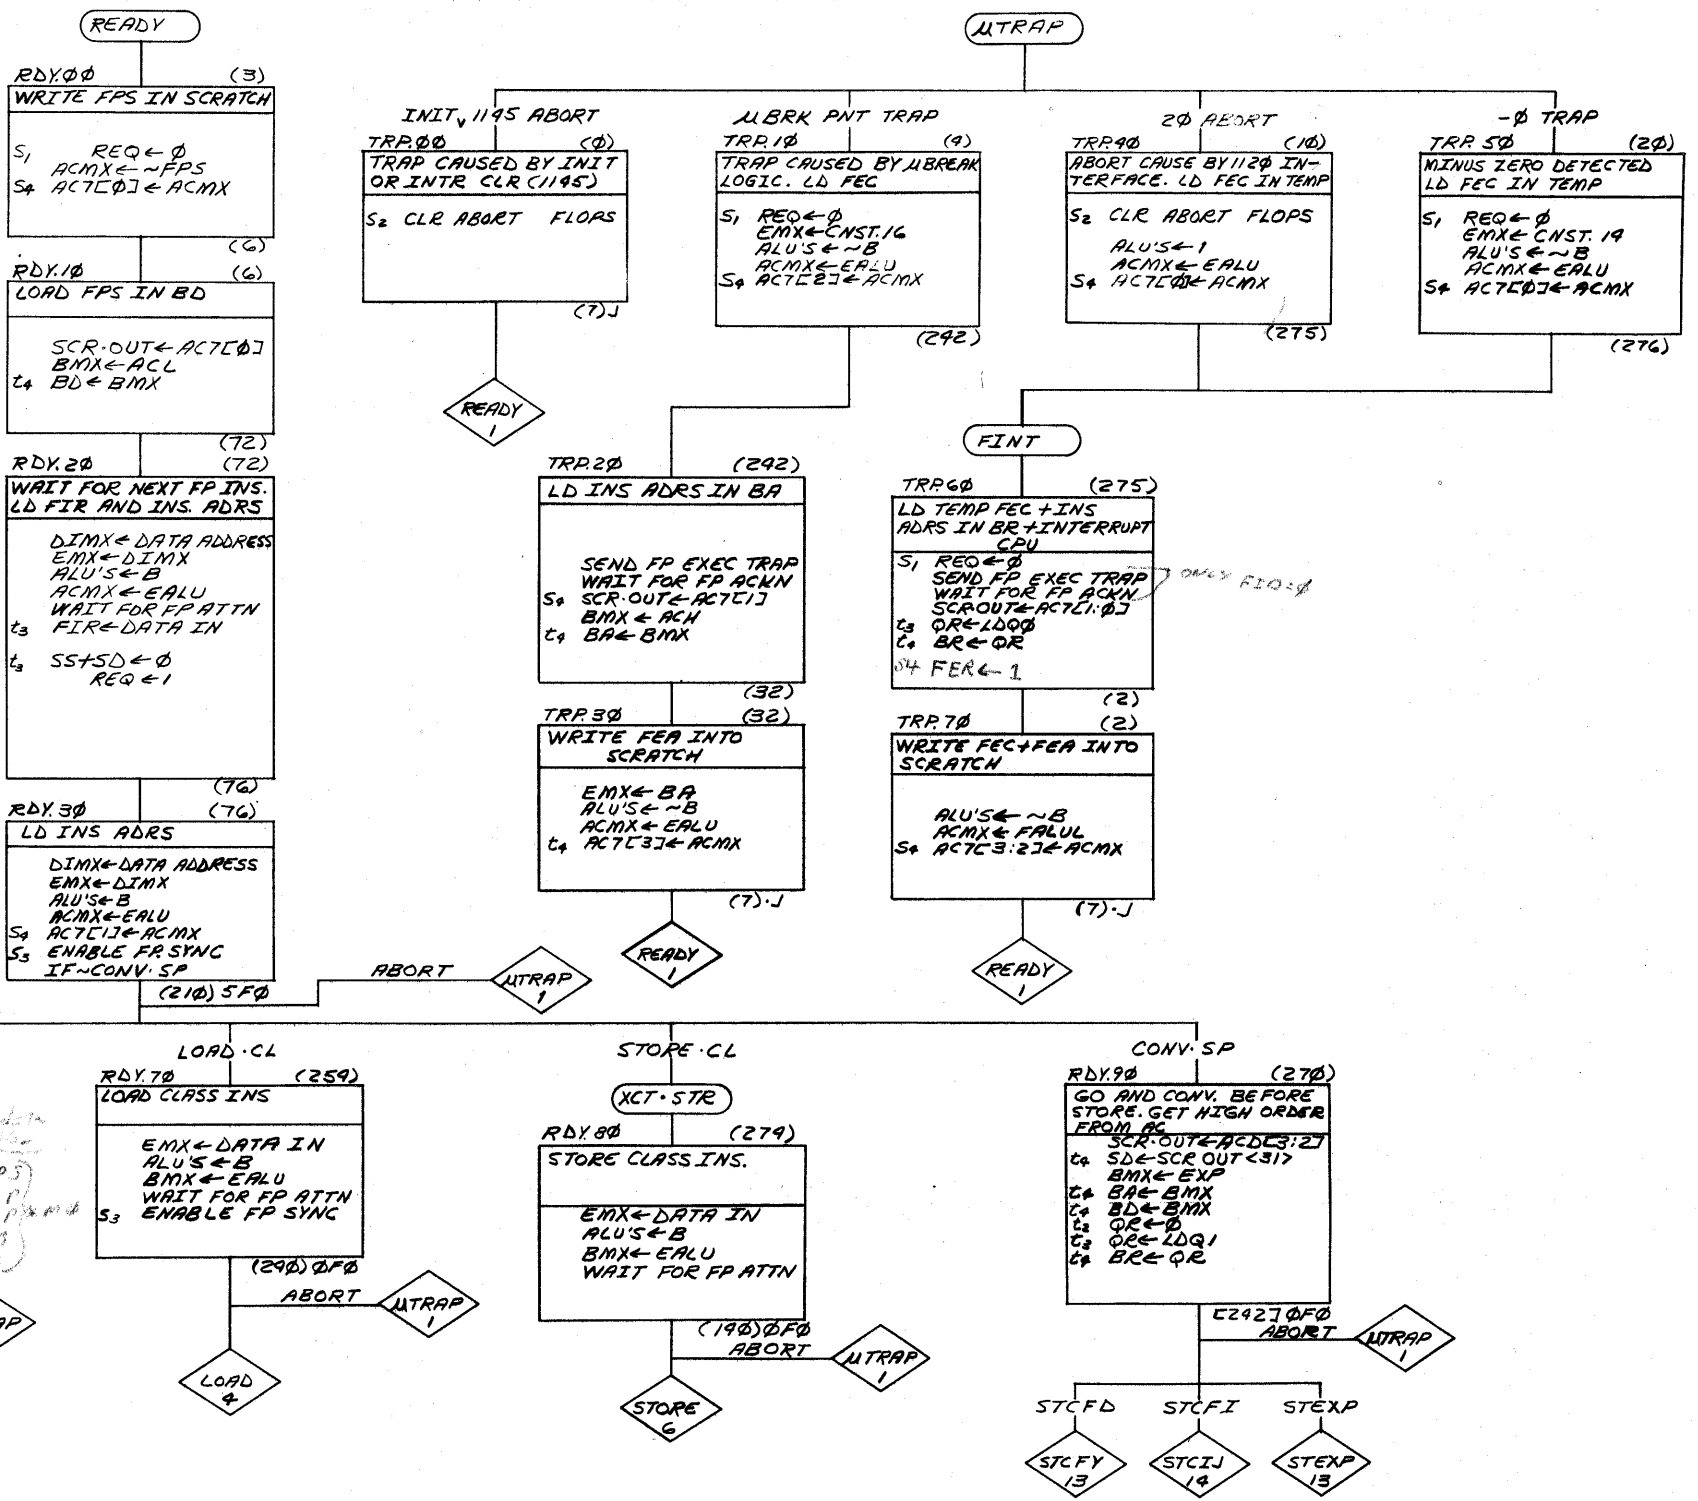 READY
RDY.ØØ (3)
WRITE FPS IN SCRATCH
S1 REQ←Ø
ACMX←~FPS
S4 AC7[Ø]←ACMX
(6)
RDY.1Ø (6)
LOAD FPS IN BD
SCR·OUT←AC7[Ø]
BMX←ACL
t4 BD←BMX
(72)
RDY.2Ø (72)
WAIT FOR NEXT FP INS.
LD FIR AND INS. ADRS
DIMX←DATA ADDRESS
EMX←DIMX
ALU'S←B
ACMX←EALU
WAIT FOR FP ATTN
t3 FIR←DATA IN
t3 SS+SD←Ø
REQ←1
(76)
RDY.3Ø (76)
LD INS ADRS
DIMX←DATA ADDRESS
EMX←DIMX
ALU'S←B
ACMX←EALU
S4 AC7[1]←ACMX
S3 ENABLE FP.SYNC
IF~CONV·SP
(21Ø)5FØ
ABORT
μTRAP
1
μTRAP
INITv 1145 ABORT
TRP.ØØ (Ø)
TRAP CAUSED BY INIT
OR INTR CLR (1145)
S2 CLR ABORT FLOPS
(7)J
READY
1
μBRK PNT TRAP
TRP.1Ø (4)
TRAP CAUSED BY μBREAK
LOGIC. LD FEC
S1 REQ←Ø
EMX←CNST.16
ALU'S←~B
ACMX←EALU
S4 AC7[2]←ACMX
(242)
2Ø ABORT
TRP.4Ø (1Ø)
ABORT CAUSE BY 112Ø IN-
TERFACE. LD FEC IN TEMP
S2 CLR ABORT FLOPS
ALU'S←1
ACMX←EALU
S4 AC7[Ø]←ACMX
(275)
-Ø TRAP
TRP.5Ø (2Ø)
MINUS ZERO DETECTED
LD FEC IN TEMP
S1 REQ←Ø
EMX←CNST.14
ALU'S←~B
ACMX←EALU
S4 AC7[Ø]←ACMX
(276)
TRP.2Ø (242)
LD INS ADRS IN BA
SEND FP EXEC TRAP
WAIT FOR FP ACKN
S4 SCR·OUT←AC7[1]
BMX←ACH
t4 BA←BMX
(32)
TRP.3Ø (32)
WRITE FEA INTO
SCRATCH
EMX←BA
ALU'S←~B
ACMX←EALU
t4 AC7[3]←ACMX
(7)·J
READY
1
FINT
TRP.6Ø (275)
LD TEMP FEC+INS
ADRS IN BR+INTERRUPT
CPU
S1 REQ←Ø
SEND FP EXEC TRAP
WAIT FOR FP ACKN
ONLY FID:Ø
SCR·OUT←AC7[1:Ø]
t3 QR←LDQØ
t4 BR←QR
S4 FER←1
(2)
TRP.7Ø (2)
WRITE FEC+FEA INTO
SCRATCH
ALU'S←~B
ACMX←FALUL
S4 AC7[3:2]←ACMX
(7)·J
READY
1
LOAD·CL
RDY.7Ø (254)
LOAD CLASS INS
EMX←DATA IN
ALU'S←B
BMX←EALU
WAIT FOR FP ATTN
S3 ENABLE FP SYNC
(24Ø)ØFØ
ABORT
μTRAP
1
LOAD
4
STORE·CL
XCT·STR
RDY.8Ø (274)
STORE CLASS INS.
EMX←DATA IN
ALU'S←B
BMX←EALU
WAIT FOR FP ATTN
(14Ø)ØFØ
ABORT
μTRAP
1
STORE
6
CONV·SP
RDY.9Ø (27Ø)
GO AND CONV. BEFORE
STORE. GET HIGH ORDER
FROM AC
SCR·OUT←ACD[3:2]
t4 SD←SCR OUT<31>
BMX←EXP
t4 BA←BMX
t4 BD←BMX
t2 QR←Ø
t3 QR←LDQ1
t4 BR←QR
[242]ØFØ
ABORT
μTRAP
1
STCFD STCFI STEXP
STCFY STCIJ STEXP
13 14 13